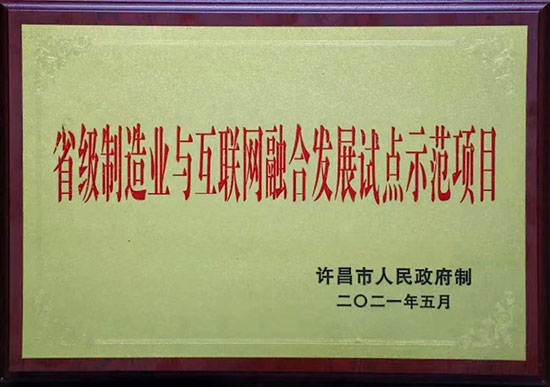 省级制造业与互联网融合发展试点示范项目
许昌市人民政府制
二〇二一年五月